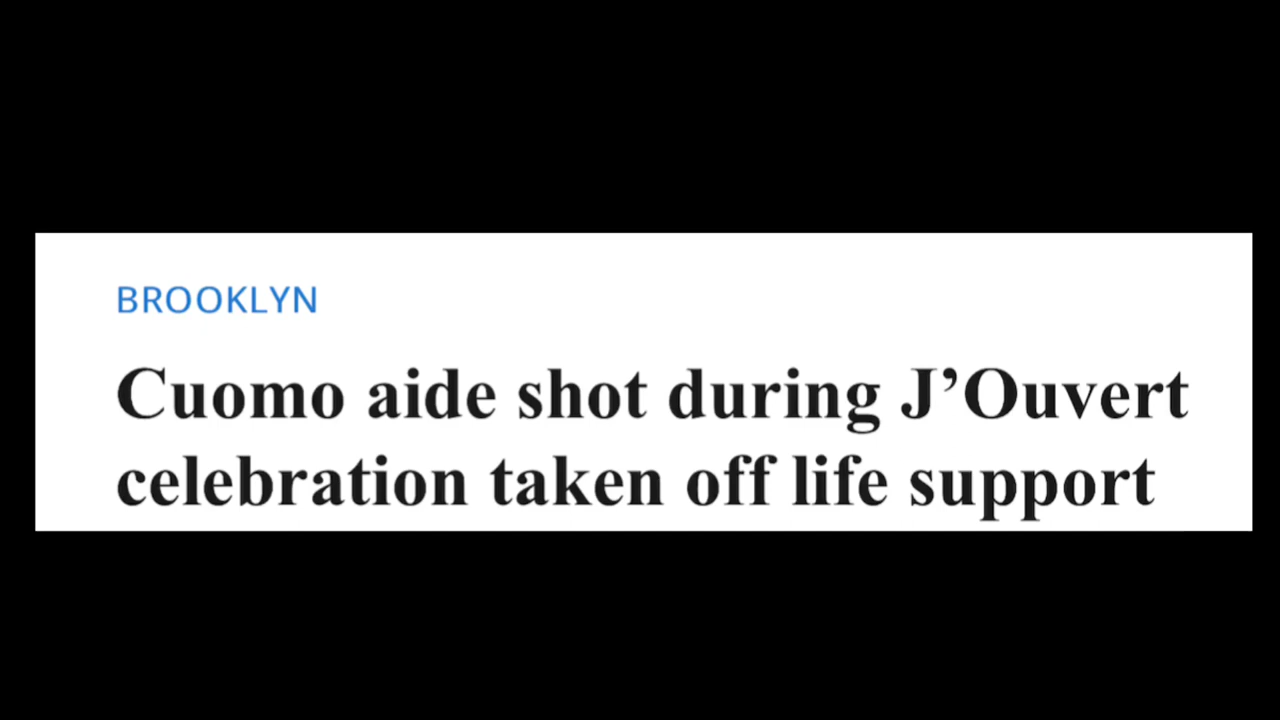 BROOKLYN
Cuomo aide shot during J’Ouvert
celebration taken off life support